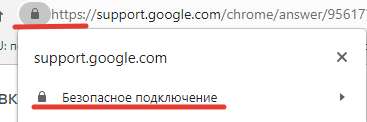 https://support.google.com/chrome/answer/95617
support.google.com
Безопасное подключение